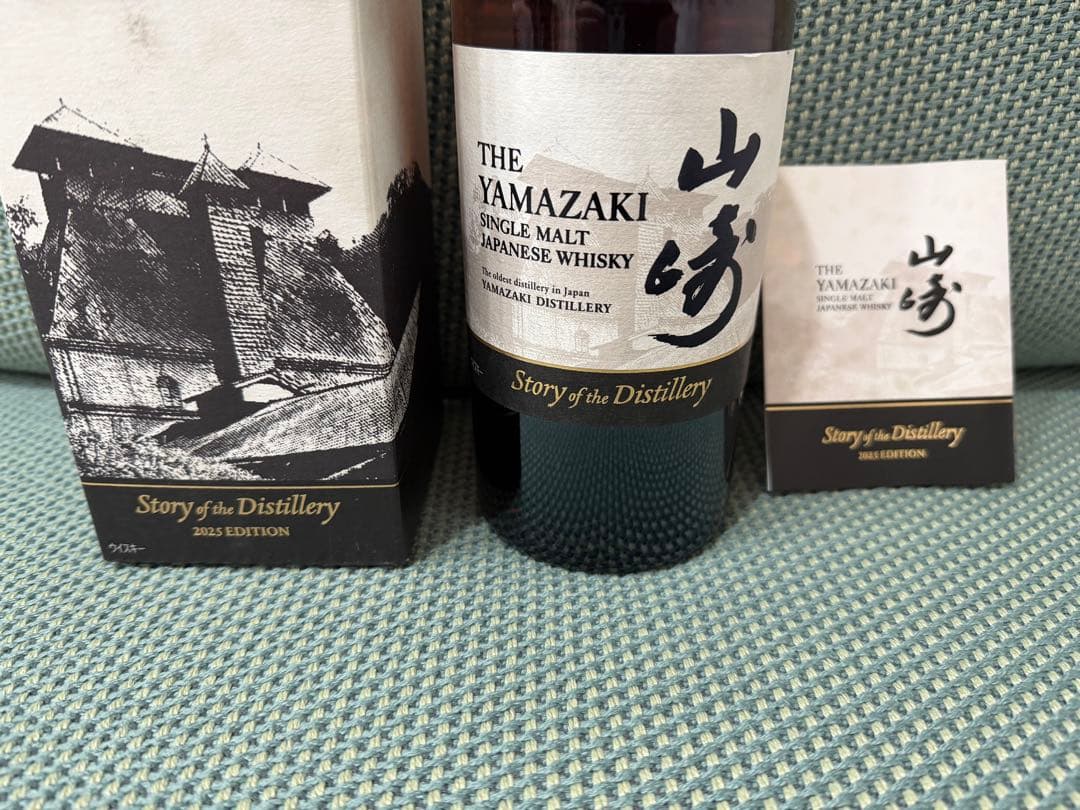 Story of the Distillery
2025 EDITION
ウイスキー
THE
YAMAZAKI
SINGLE MALT
JAPANESE WHISKY
The oldest distillery in Japan
YAMAZAKI DISTILLERY
山崎
Story of the Distillery
THE
YAMAZAKI
SINGLE MALT
JAPANESE WHISKY
山崎
Story of the Distillery
2025 EDITION